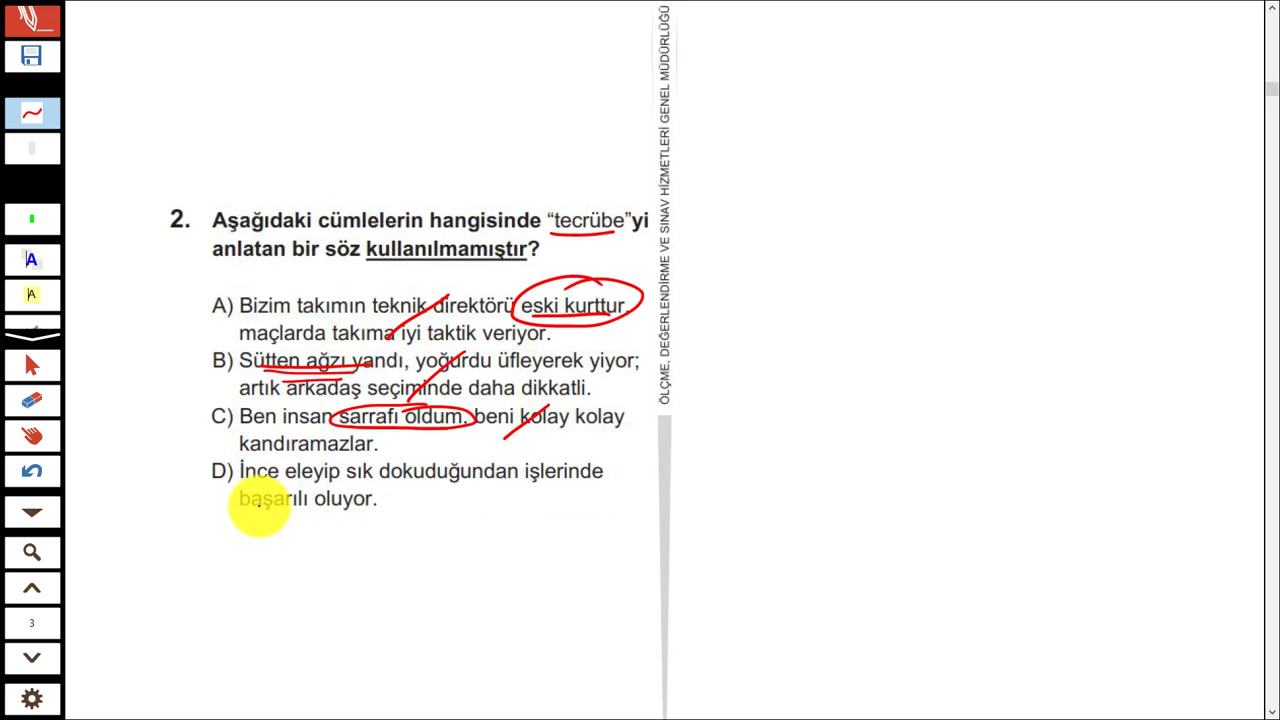 2. Aşağıdaki cümlelerin hangisinde “tecrübe”yi
anlatan bir söz kullanılmamıştır?
A) Bizim takımın teknik direktörü eski kurttur,
maçlarda takıma iyi taktik veriyor.
B) Sütten ağzı yandı, yoğurdu üfleyerek yiyor;
artık arkadaş seçiminde daha dikkatli.
C) Ben insan sarrafı oldum, beni kolay kolay
kandıramazlar.
D) İnce eleyip sık dokuduğundan işlerinde
başarılı oluyor.
ÖLÇME, DEĞERLENDİRME VE SINAV HİZMETLERİ GENEL MÜDÜRLÜĞÜ
A
A
3